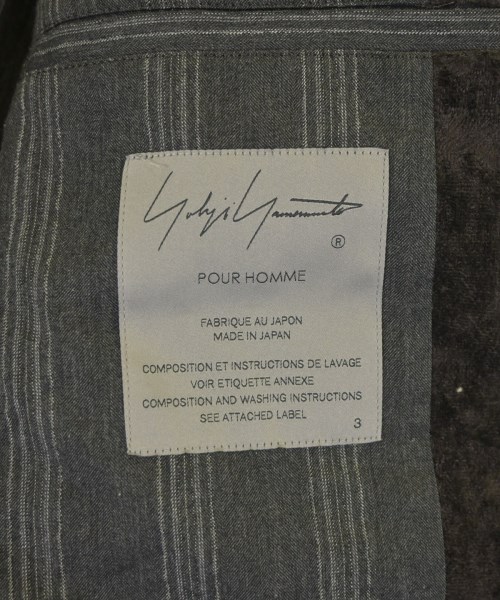 Yohji Yamamoto
®
POUR HOMME
FABRIQUE AU JAPON
MADE IN JAPAN
COMPOSITION ET INSTRUCTIONS DE LAVAGE
VOIR ETIQUETTE ANNEXE
COMPOSITION AND WASHING INSTRUCTIONS
SEE ATTACHED LABEL
3